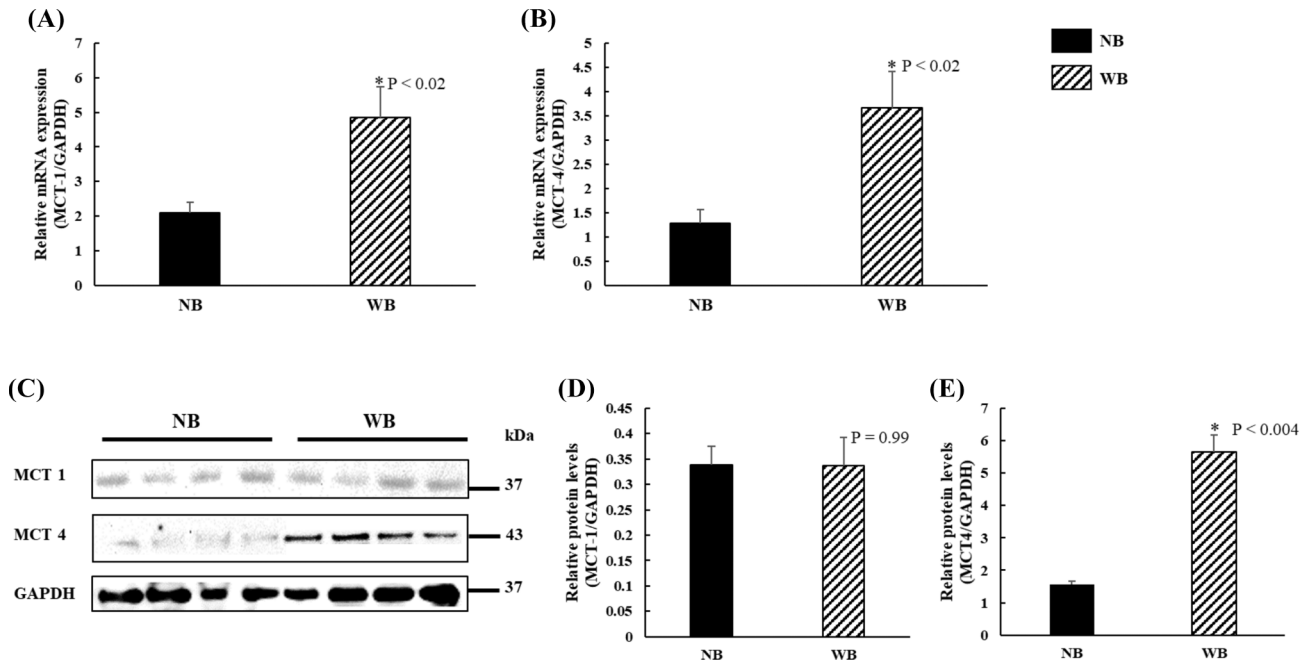 (A)
Relative mRNA expression
(MCT-1/GAPDH)
7
6
5
4
3
2
1
0
* P < 0.02
NB
WB
(B)
Relative mRNA expression
(MCT-4/GAPDH)
5
4.5
4
3.5
3
2.5
2
1.5
1
0.5
0
* P < 0.02
NB
WB
NB
WB
(C)
NB
WB
kDa
MCT 1
37
MCT 4
43
GAPDH
37
(D)
Relative protein levels
(MCT-1/GAPDH)
0.45
0.4
0.35
0.3
0.25
0.2
0.15
0.1
0.05
0
P = 0.99
NB
WB
(E)
Relative protein levels
(MCT4/GAPDH)
7
6
5
4
3
2
1
0
* P < 0.004
NB
WB